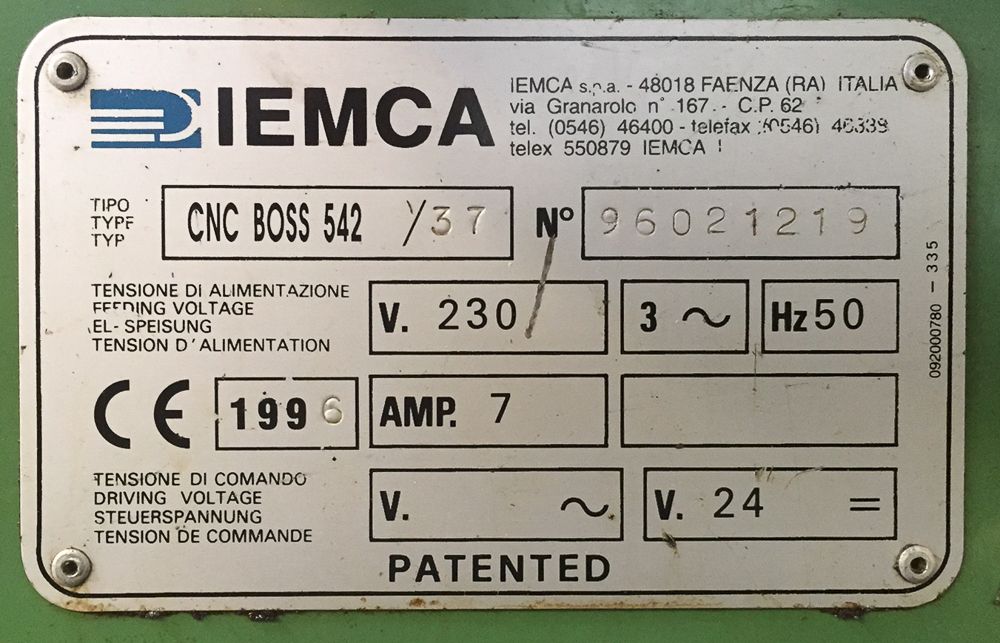 IEMCA
IEMCA s.p.a. - 48018 FAENZA (RA) ITALIA
via Granarolo n° 167 - C.P. 62
tel. (0546) 46400 - telefax (0546) 46339
telex 550879 IEMCA I
TIPO
TYPE
TYP
CNC BOSS 542 /37
N° 96021219
TENSIONE DI ALIMENTAZIONE
FEEDING VOLTAGE
EL- SPEISUNG
TENSION D'ALIMENTATION
V. 230
3 ~
Hz 50
092000780 - 335
CE
1996
AMP. 7
TENSIONE DI COMANDO
DRIVING VOLTAGE
STEUERSPANNUNG
TENSION DE COMMANDE
V. ~
V. 24 =
PATENTED